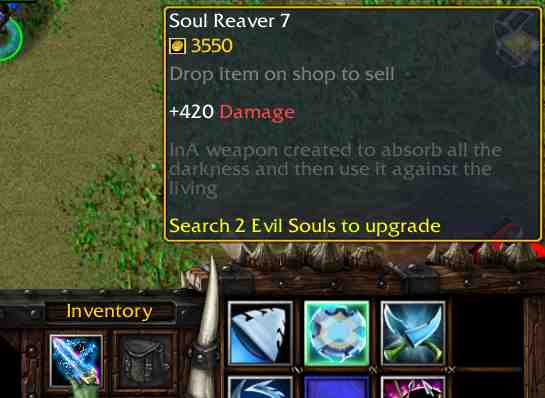 Soul Reaver 7
3550
Drop item on shop to sell
+420 Damage
InA weapon created to absorb all the
darkness and then use it against the
living
Search 2 Evil Souls to upgrade
Inventory